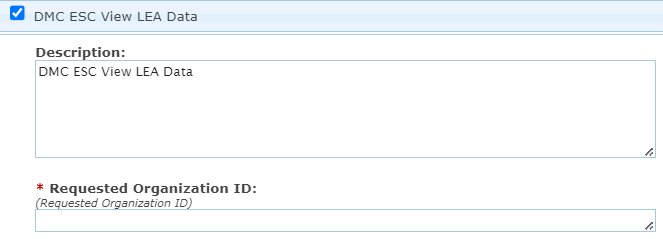 DMC ESC View LEA Data
Description:
DMC ESC View LEA Data
* Requested Organization ID:
(Requested Organization ID)